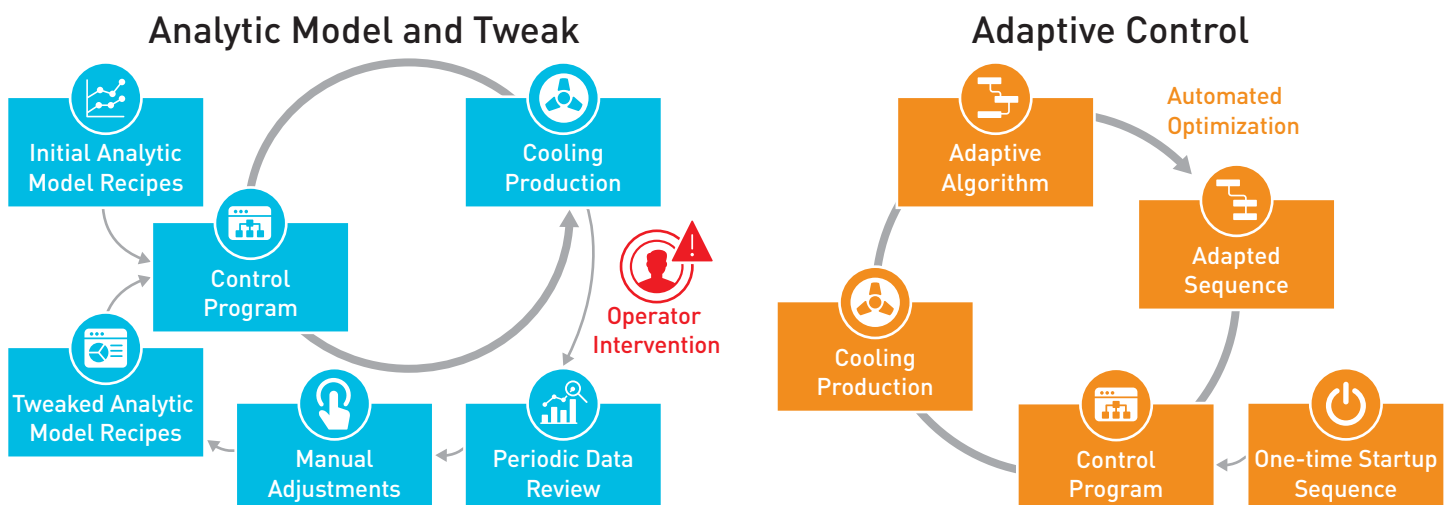 Analytic Model and Tweak
Initial Analytic
Model Recipes
Cooling
Production
Control
Program
Operator
Intervention
Tweaked Analytic
Model Recipes
Manual
Adjustments
Periodic Data
Review
Adaptive Control
Automated
Optimization
Adaptive
Algorithm
Adapted
Sequence
Cooling
Production
Control
Program
One-time Startup
Sequence